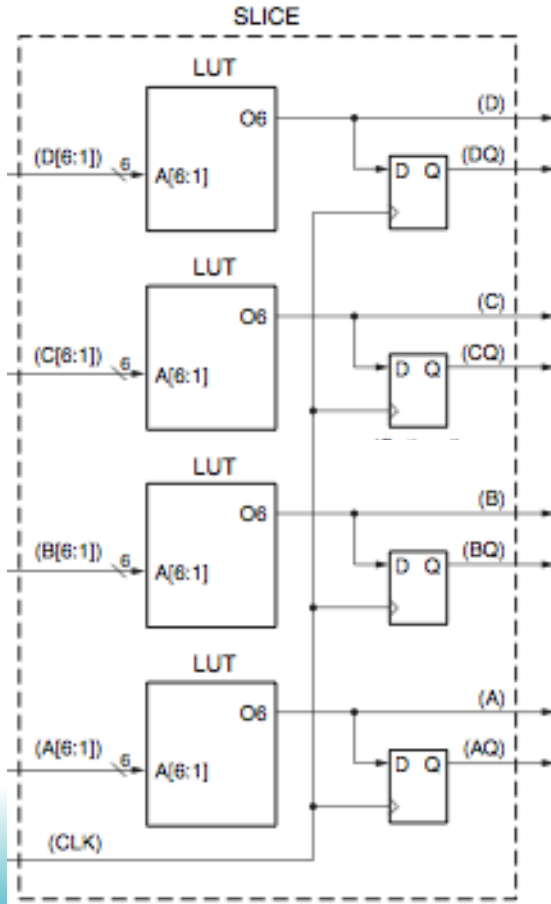 SLICE
LUT
O6
(D[6:1])
6
A[6:1]
(D)
D Q
(DQ)
LUT
O6
(C[6:1])
6
A[6:1]
(C)
D Q
(CQ)
LUT
O6
(B[6:1])
6
A[6:1]
(B)
D Q
(BQ)
LUT
O6
(A[6:1])
6
A[6:1]
(A)
D Q
(AQ)
(CLK)